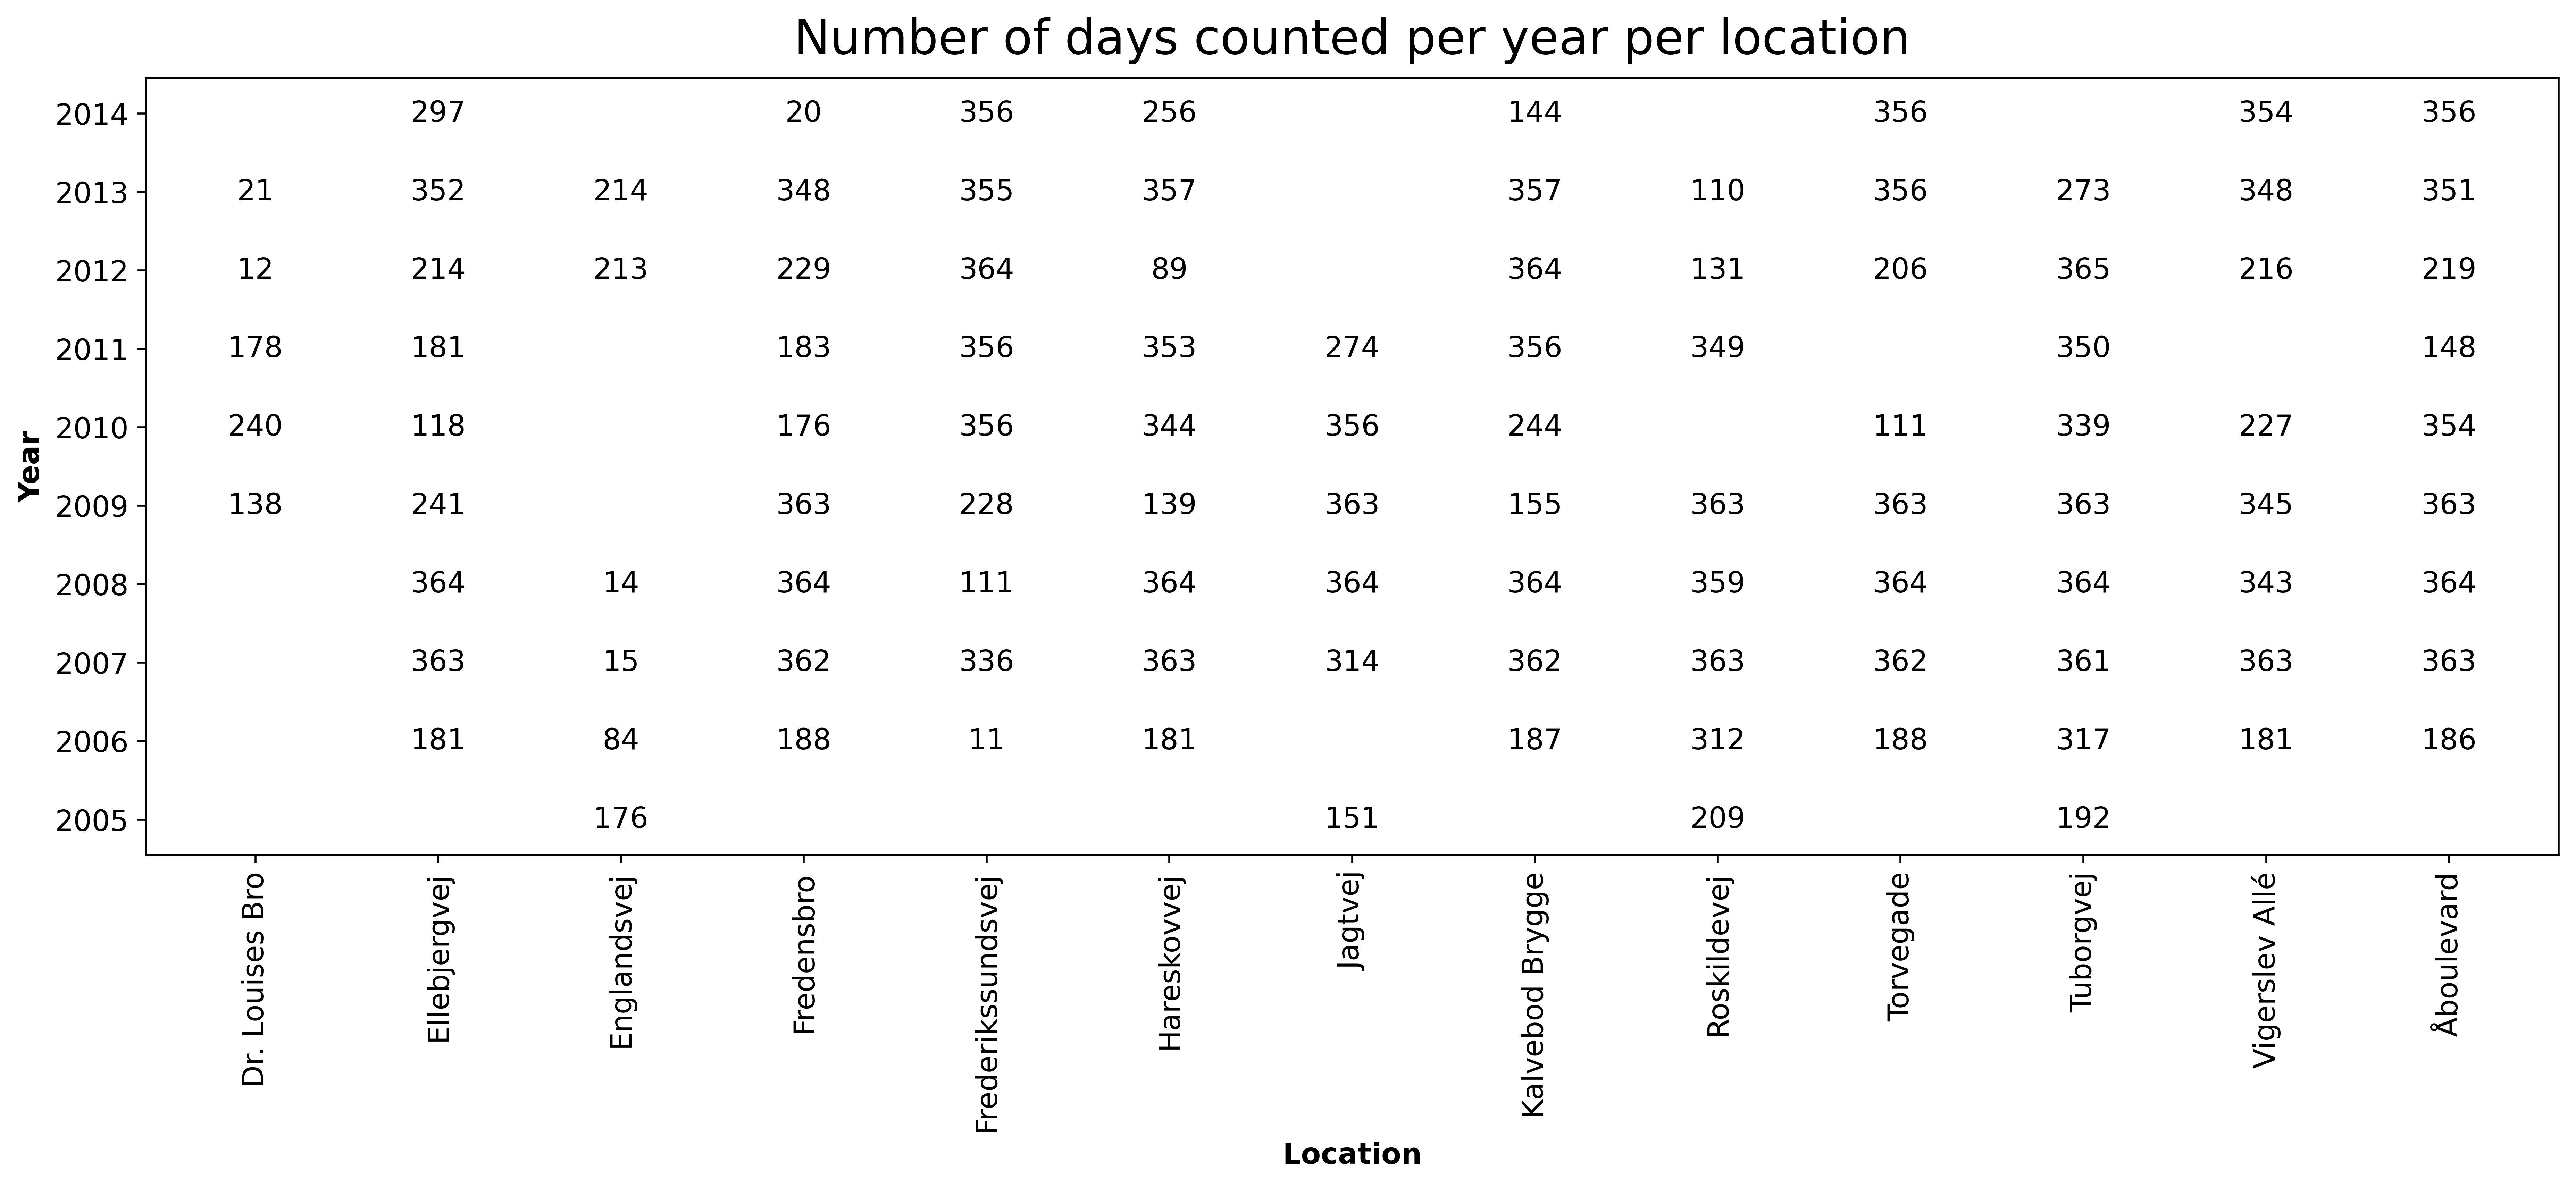 Number of days counted per year per location
2014 297 20 356 256 144 356 354 356
2013 21 352 214 348 355 357 357 110 356 273 348 351
2012 12 214 213 229 364 89 364 131 206 365 216 219
2011 178 181 183 356 353 274 356 349 350 148
2010 240 118 176 356 344 356 244 111 339 227 354
Year
2009 138 241 363 228 139 363 155 363 363 363 345 363
2008 364 14 364 111 364 364 364 359 364 364 343 364
2007 363 15 362 336 363 314 362 363 362 361 363 363
2006 181 84 188 11 181 187 312 188 317 181 186
2005 176 151 209 192
Dr. Louises Bro
Ellebjergvej
Englandsvej
Fredensbro
Frederikssundsvej
Hareskovvej
Jagtvej
Kalvebod Brygge
Roskildevej
Torvegade
Tuborgvej
Vigerslev Allé
Åboulevard
Location